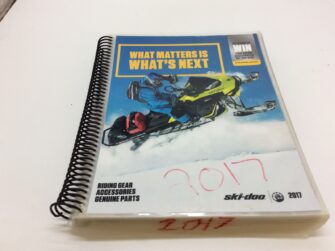 WHAT MATTERS IS
WHAT'S NEXT
WIN
RIDING GEAR
ACCESSORIES
GENUINE PARTS
2017
ski-doo
2017
2017